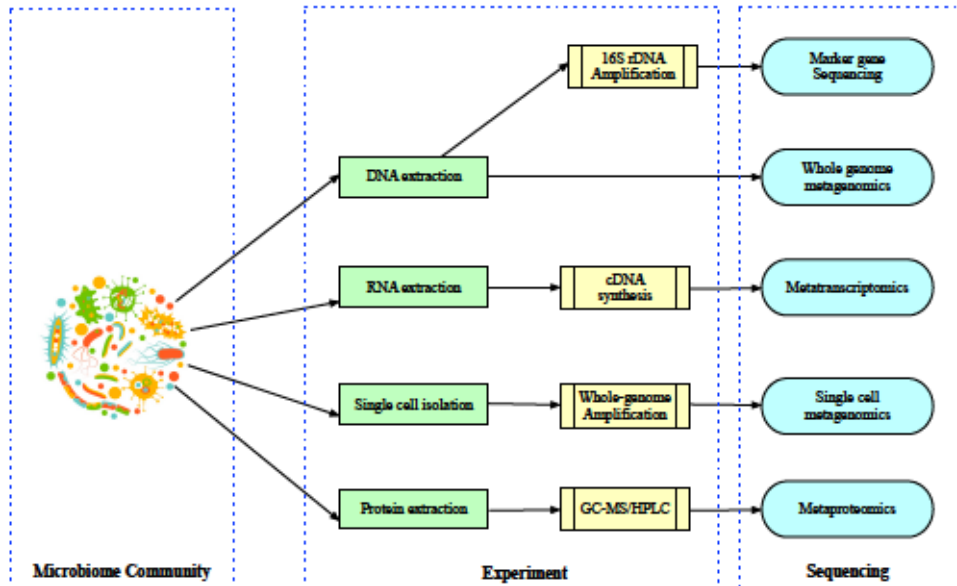 16S rDNA
Amplification
Marker gene
Sequencing
DNA extraction
Whole genome
metagenomics
RNA extraction
cDNA
synthesis
Metatranscriptomics
Single cell isolation
Whole-genome
Amplification
Single cell
metagenomics
Protein extraction
GC-MS/HPLC
Metaproteomics
Microbiome Community
Experiment
Sequencing